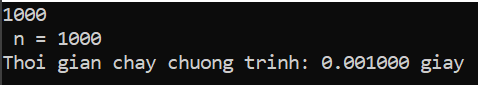 1000
n = 1000
Thoi gian chay chuong trinh: 0.001000 giay